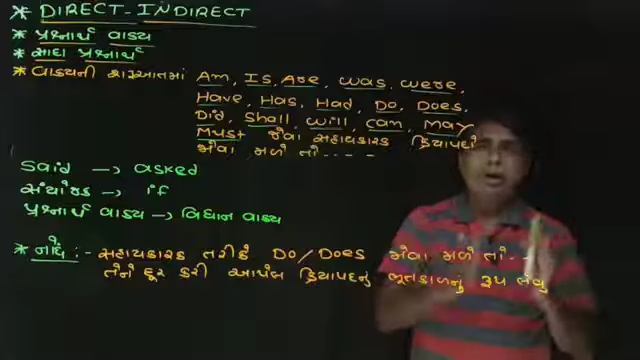 * DIRECT-INDIRECT
* પ્રશ્નાર્થ વાક્ય
* સાદા પ્રશ્નાર્થ
* વાક્યની શરૂઆતમાં Am, Is, Are, was, were,
Have, Has, Had, Do, Does,
Did, Shall, will, can, May,
Must જેવા સહાયકારક ક્રિયાપદો
જોવા મળે તો----
Said → asked
સંયોજક → if
પ્રશ્નાર્થ વાક્ય → વિધાન વાક્ય
* નોંધ :- સહાયકારક તરીકે DO/DOES જોવા મળે તો--
તેને દૂર કરી આપેલ ક્રિયાપદનું ભૂતકાળનું રૂપ લેવું